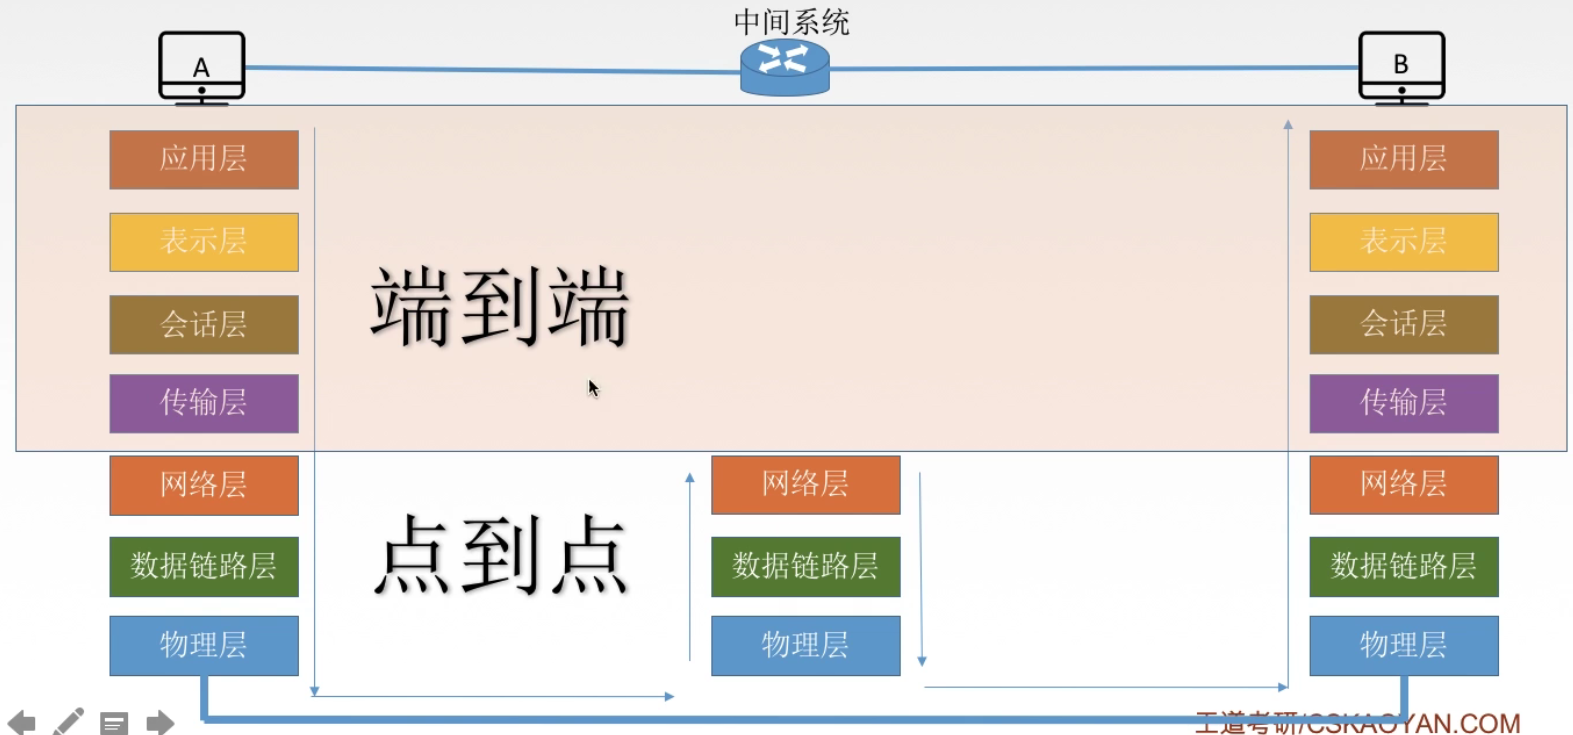 中间系统
A
B
应用层
应用层
表示层
表示层
端到端
会话层
会话层
传输层
传输层
网络层
网络层
网络层
点到点
数据链路层
数据链路层
数据链路层
物理层
物理层
物理层
王道考研/CSKAOYAN.COM